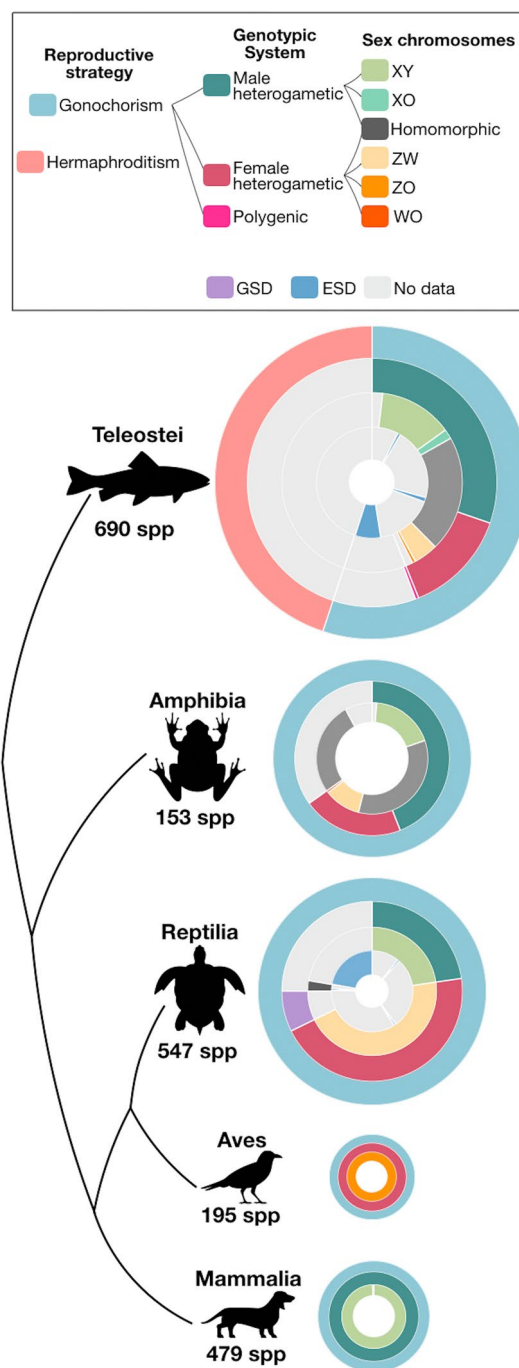 Reproductive
strategy
Genotypic
System
Sex chromosomes
Gonochorism
Hermaphroditism
Male
heterogametic
Female
heterogametic
Polygenic
XY
XO
Homomorphic
ZW
ZO
WO
GSD
ESD
No data
Teleostei
690 spp
Amphibia
153 spp
Reptilia
547 spp
Aves
195 spp
Mammalia
479 spp